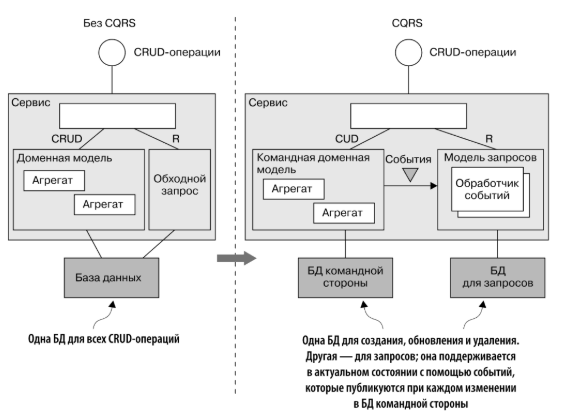 Без CQRS
CRUD-операции
Сервис
CRUD
R
Доменная модель
Агрегат
Агрегат
Обходной
запрос
База данных
Одна БД для всех CRUD-операций
CQRS
CRUD-операции
Сервис
CUD
R
Командная доменная
модель
Агрегат
Агрегат
События
Модель запросов
Обработчик
событий
БД командной
стороны
БД
для запросов
Одна БД для создания, обновления и удаления.
Другая — для запросов; она поддерживается
в актуальном состоянии с помощью событий,
которые публикуются при каждом изменении
в БД командной стороны